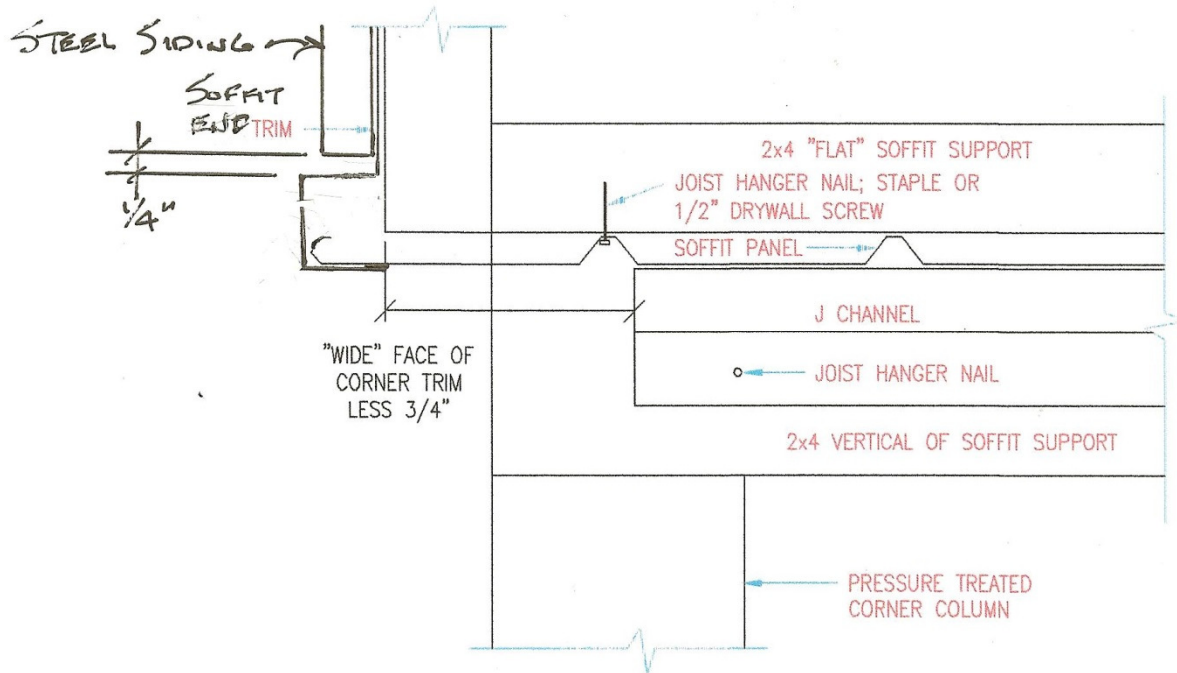 STEEL SIDING
SOFFIT
END TRIM
1/4"
2x4 "FLAT" SOFFIT SUPPORT
JOIST HANGER NAIL; STAPLE OR
1/2" DRYWALL SCREW
SOFFIT PANEL
J CHANNEL
"WIDE" FACE OF
CORNER TRIM
LESS 3/4"
JOIST HANGER NAIL
2x4 VERTICAL OF SOFFIT SUPPORT
PRESSURE TREATED
CORNER COLUMN